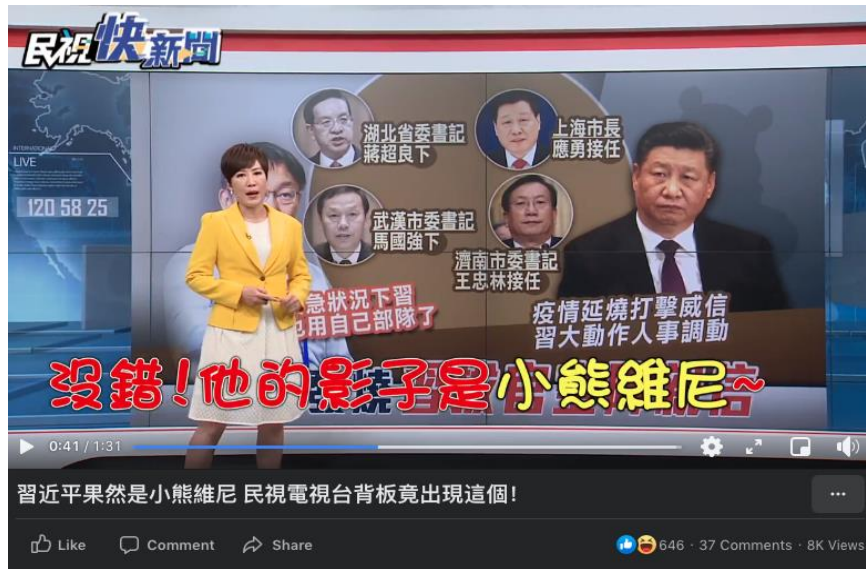 民視快新聞
湖北省委書記
蔣超良下
上海市長
應勇接任
INTERNATIONAL
LIVE
120 58 25
武漢市委書記
馬國強下
濟南市委書記
王忠林接任
急狀況下習
用自己部隊了
疫情延燒打擊威信
習大動作人事調動
沒錯!他的影子是小熊維尼~
0:41 / 1:31
習近平果然是小熊維尼 民視電視台背板竟出現這個!
Like
Comment
Share
646 · 37 Comments · 8K Views